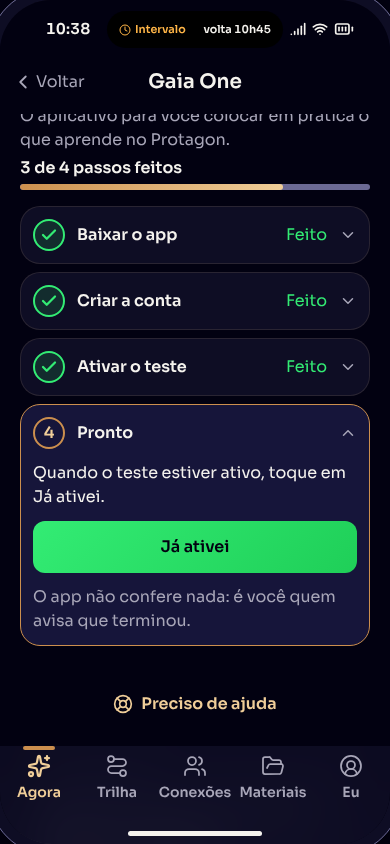 10:38
Intervalo volta 10h45
Voltar
Gaia One
O aplicativo para você colocar em prática o
que aprende no Protagon.
3 de 4 passos feitos
Baixar o app Feito
Criar a conta Feito
Ativar o teste Feito
4 Pronto
Quando o teste estiver ativo, toque em
Já ativei.
Já ativei
O app não confere nada: é você quem
avisa que terminou.
Preciso de ajuda
Agora Trilha Conexões Materiais Eu